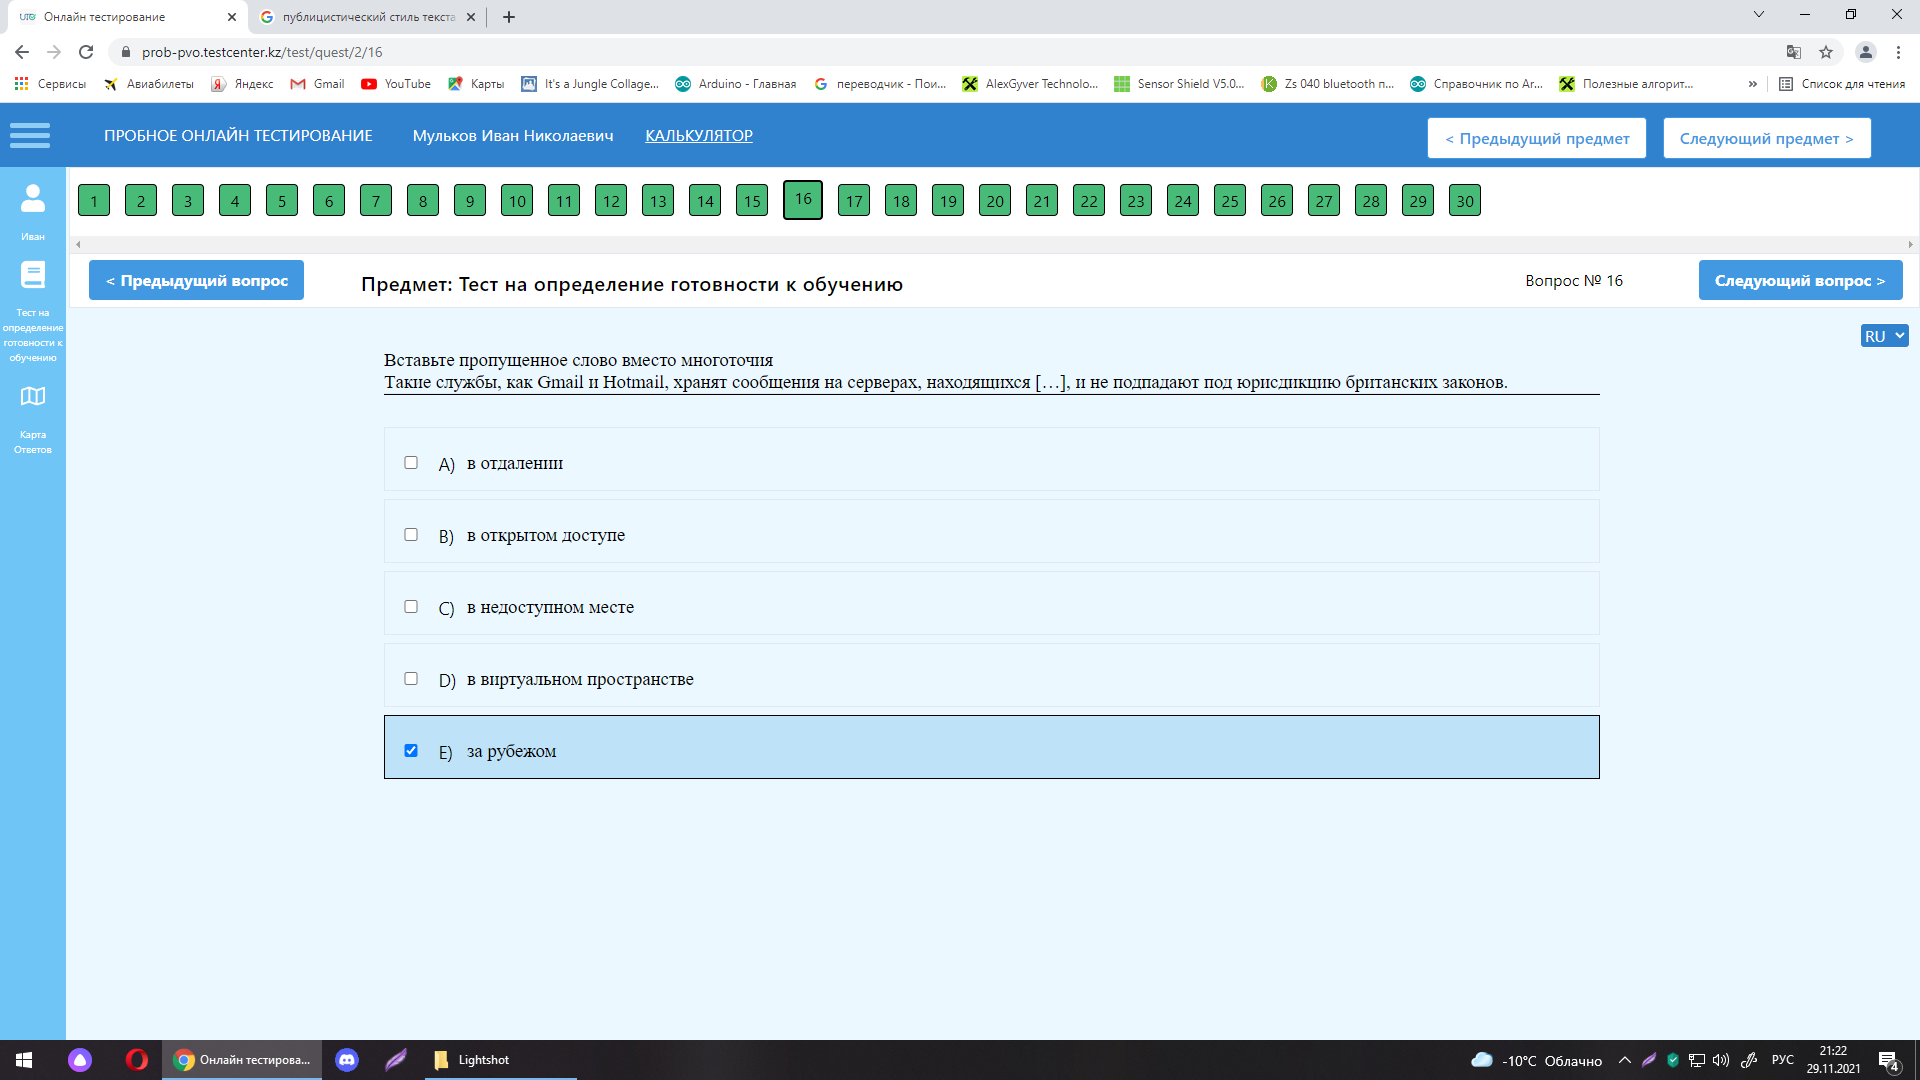 Онлайн тестирование
публицистический стиль текста
prob-pvo.testcenter.kz/test/quest/2/16
Сервисы Авиабилеты Яндекс Gmail YouTube Карты It's a Jungle Collage... Arduino - Главная переводчик - Пои... AlexGyver Technolo... Sensor Shield V5.0... Zs 040 bluetooth п... Справочник по Ar... Полезные алгорит... » Список для чтения
ПРОБНОЕ ОНЛАЙН ТЕСТИРОВАНИЕ Мульков Иван Николаевич КАЛЬКУЛЯТОР < Предыдущий предмет Следующий предмет >
1 2 3 4 5 6 7 8 9 10 11 12 13 14 15 16 17 18 19 20 21 22 23 24 25 26 27 28 29 30
Иван
Тест на
определение
готовности к
обучению
Карта
Ответов
< Предыдущий вопрос Предмет: Тест на определение готовности к обучению Вопрос № 16 Следующий вопрос >
RU
Вставьте пропущенное слово вместо многоточия
Такие службы, как Gmail и Hotmail, хранят сообщения на серверах, находящихся […], и не подпадают под юрисдикцию британских законов.
A) в отдалении
B) в открытом доступе
C) в недоступном месте
D) в виртуальном пространстве
E) за рубежом
Онлайн тестирова... Lightshot -10°C Облачно РУС 21:22
29.11.2021
4